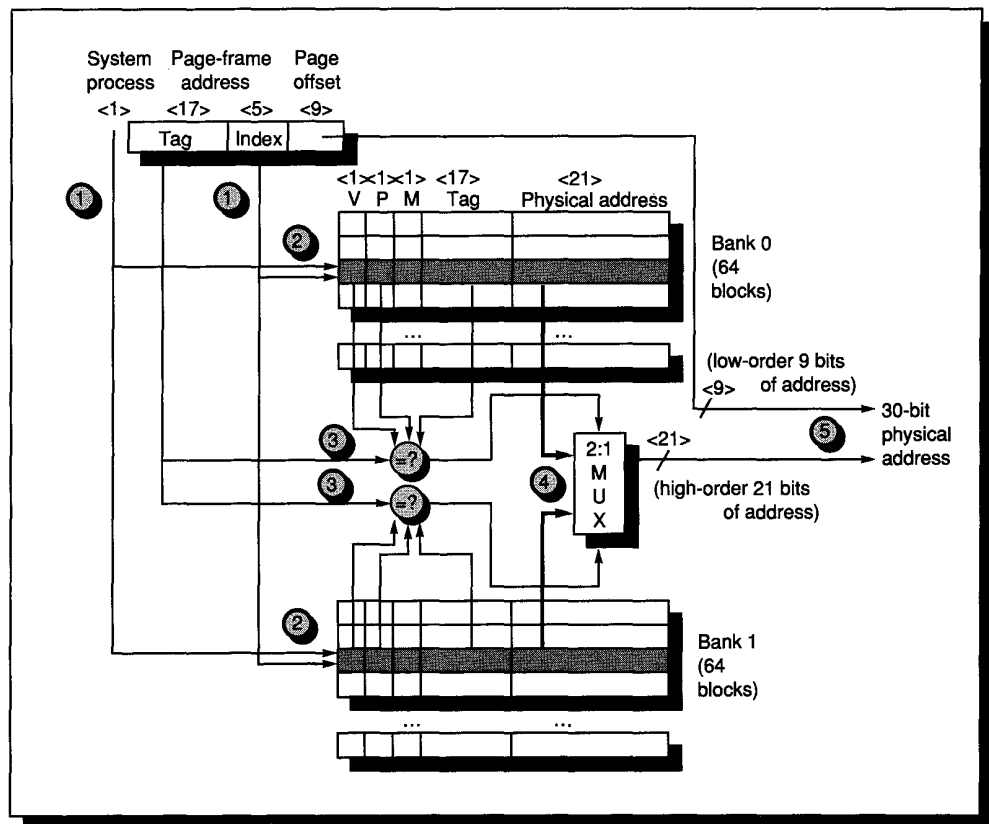 System Page-frame Page
process address offset
<1> <17> <5> <9>
Tag Index
1 1
<1><1><1> <17> <21>
V P M Tag Physical address
2
Bank 0
(64
blocks)
... ...
(low-order 9 bits
of address)
<9>
30-bit
physical
address
3 =?
3 =?
4
2:1
M
U
X
<21>
5
(high-order 21 bits
of address)
2
Bank 1
(64
blocks)
... ...